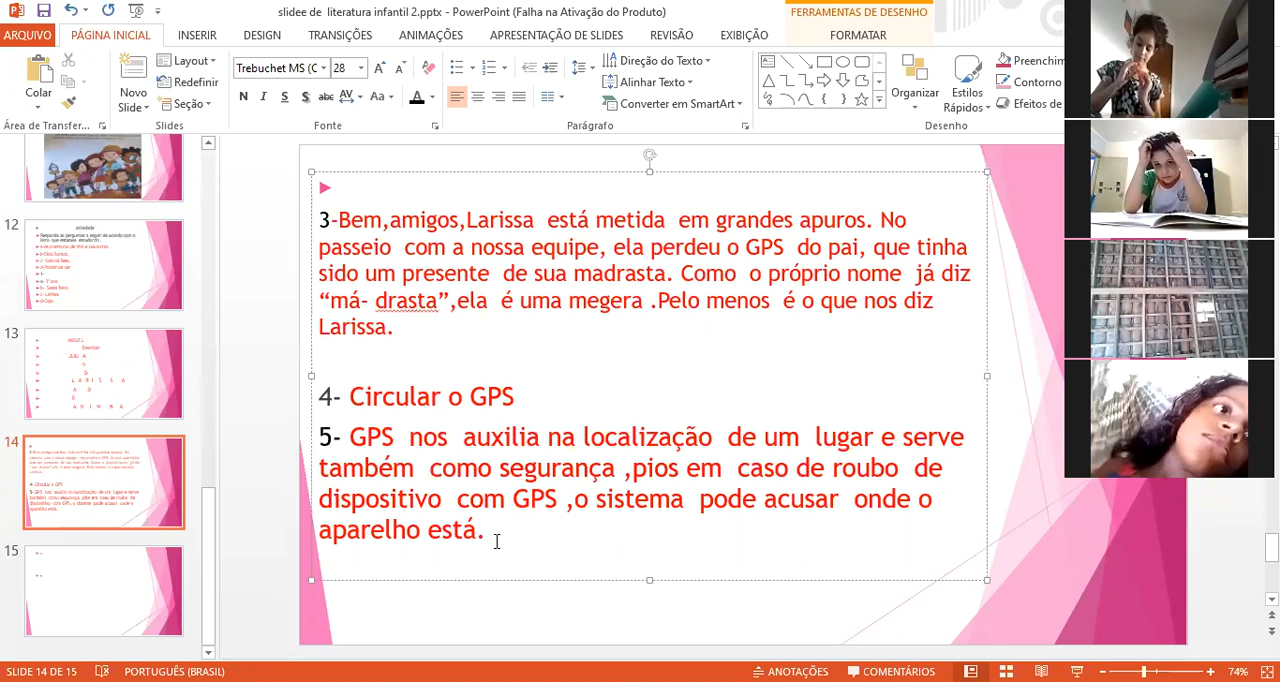 slidee de literatura infantil 2.pptx - PowerPoint (Falha na Ativação do Produto)
FERRAMENTAS DE DESENHO
ARQUIVO PÁGINA INICIAL INSERIR DESIGN TRANSIÇÕES ANIMAÇÕES APRESENTAÇÃO DE SLIDES REVISÃO EXIBIÇÃO FORMATAR
Colar
Novo
Slide
Layout
Redefinir
Seção
Trebuchet MS (C 28
N I S S abc AV Aa A
Direção do Texto
Alinhar Texto
Converter em SmartArt
Organizar
Estilos
Rápidos
Preenchim
Contorno
Efeitos de
Área de Transfer... Slides Fonte Parágrafo Desenho
3-Bem,amigos,Larissa está metida em grandes apuros. No
passeio com a nossa equipe, ela perdeu o GPS do pai, que tinha
sido um presente de sua madrasta. Como o próprio nome já diz
“má- drasta”,ela é uma megera .Pelo menos é o que nos diz
Larissa.
4- Circular o GPS
5- GPS nos auxilia na localização de um lugar e serve
também como segurança ,pios em caso de roubo de
dispositivo com GPS ,o sistema pode acusar onde o
aparelho está.
12
13
14
15
SLIDE 14 DE 15 PORTUGUÊS (BRASIL) ANOTAÇÕES COMENTÁRIOS 74%